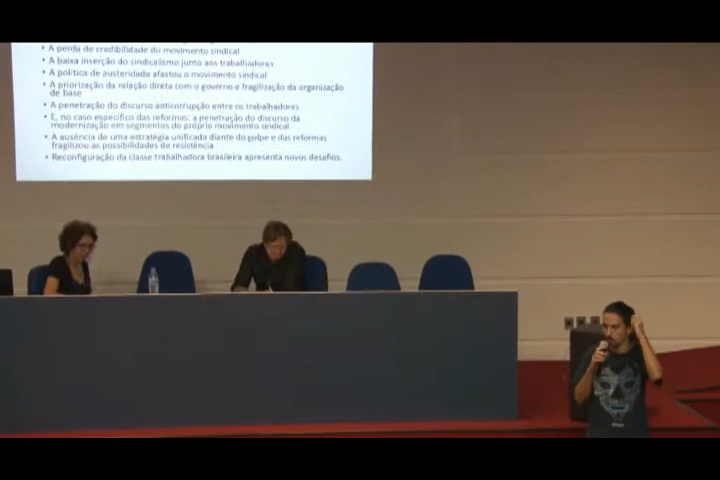 • A perda de credibilidade do movimento sindical
• A baixa inserção do sindicalismo junto aos trabalhadores
• A política de austeridade afastou o movimento sindical
• A priorização da relação direta com o governo e fragilização da organização
de base
• A penetração do discurso anticorrupção entre os trabalhadores
• E, no caso específico das reformas: a penetração do discurso da
modernização em segmentos do próprio movimento sindical
• A ausência de uma estratégia unificada diante do golpe e das reformas
fragilizou as possibilidades de resistência
• Reconfiguração da classe trabalhadora brasileira apresenta novos desafios.